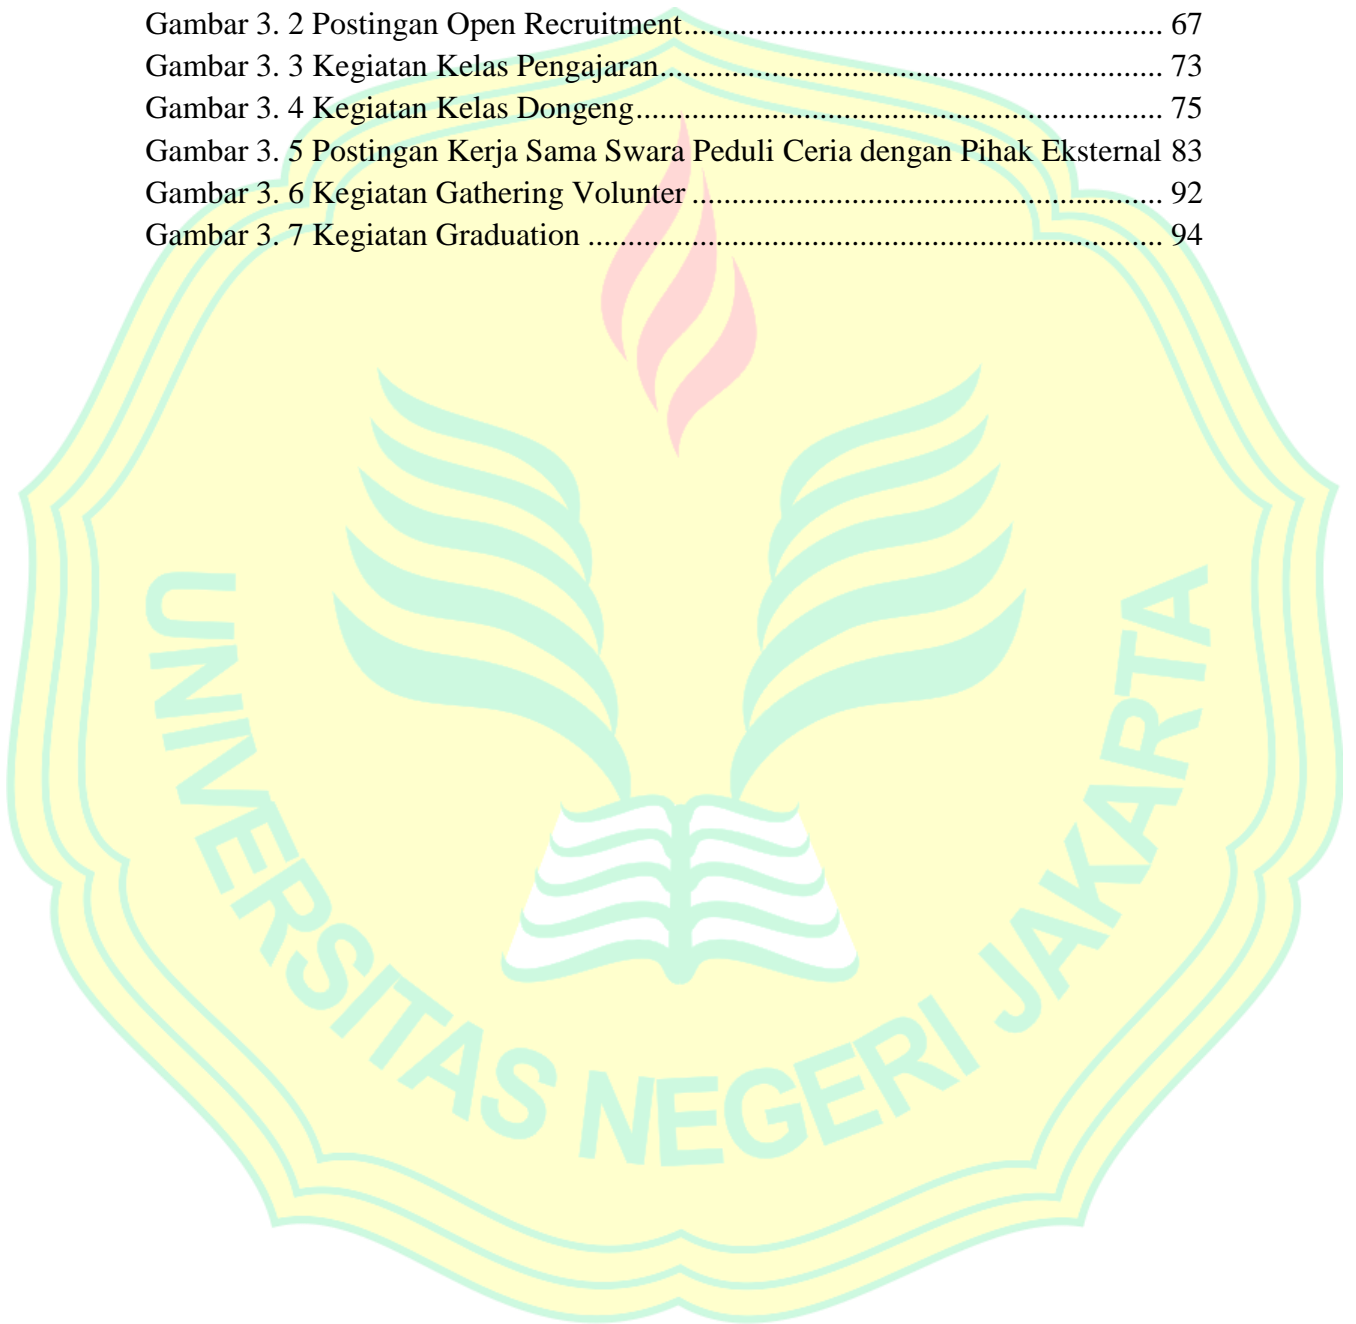 Gambar 3. 2 Postingan Open Recruitment............................................................. 67
Gambar 3. 3 Kegiatan Kelas Pengajaran................................................................ 73
Gambar 3. 4 Kegiatan Kelas Dongeng................................................................... 75
Gambar 3. 5 Postingan Kerja Sama Swara Peduli Ceria dengan Pihak Eksternal 83
Gambar 3. 6 Kegiatan Gathering Volunter ............................................................ 92
Gambar 3. 7 Kegiatan Graduation ......................................................................... 94
UNIVERSITAS NEGERI JAKARTA